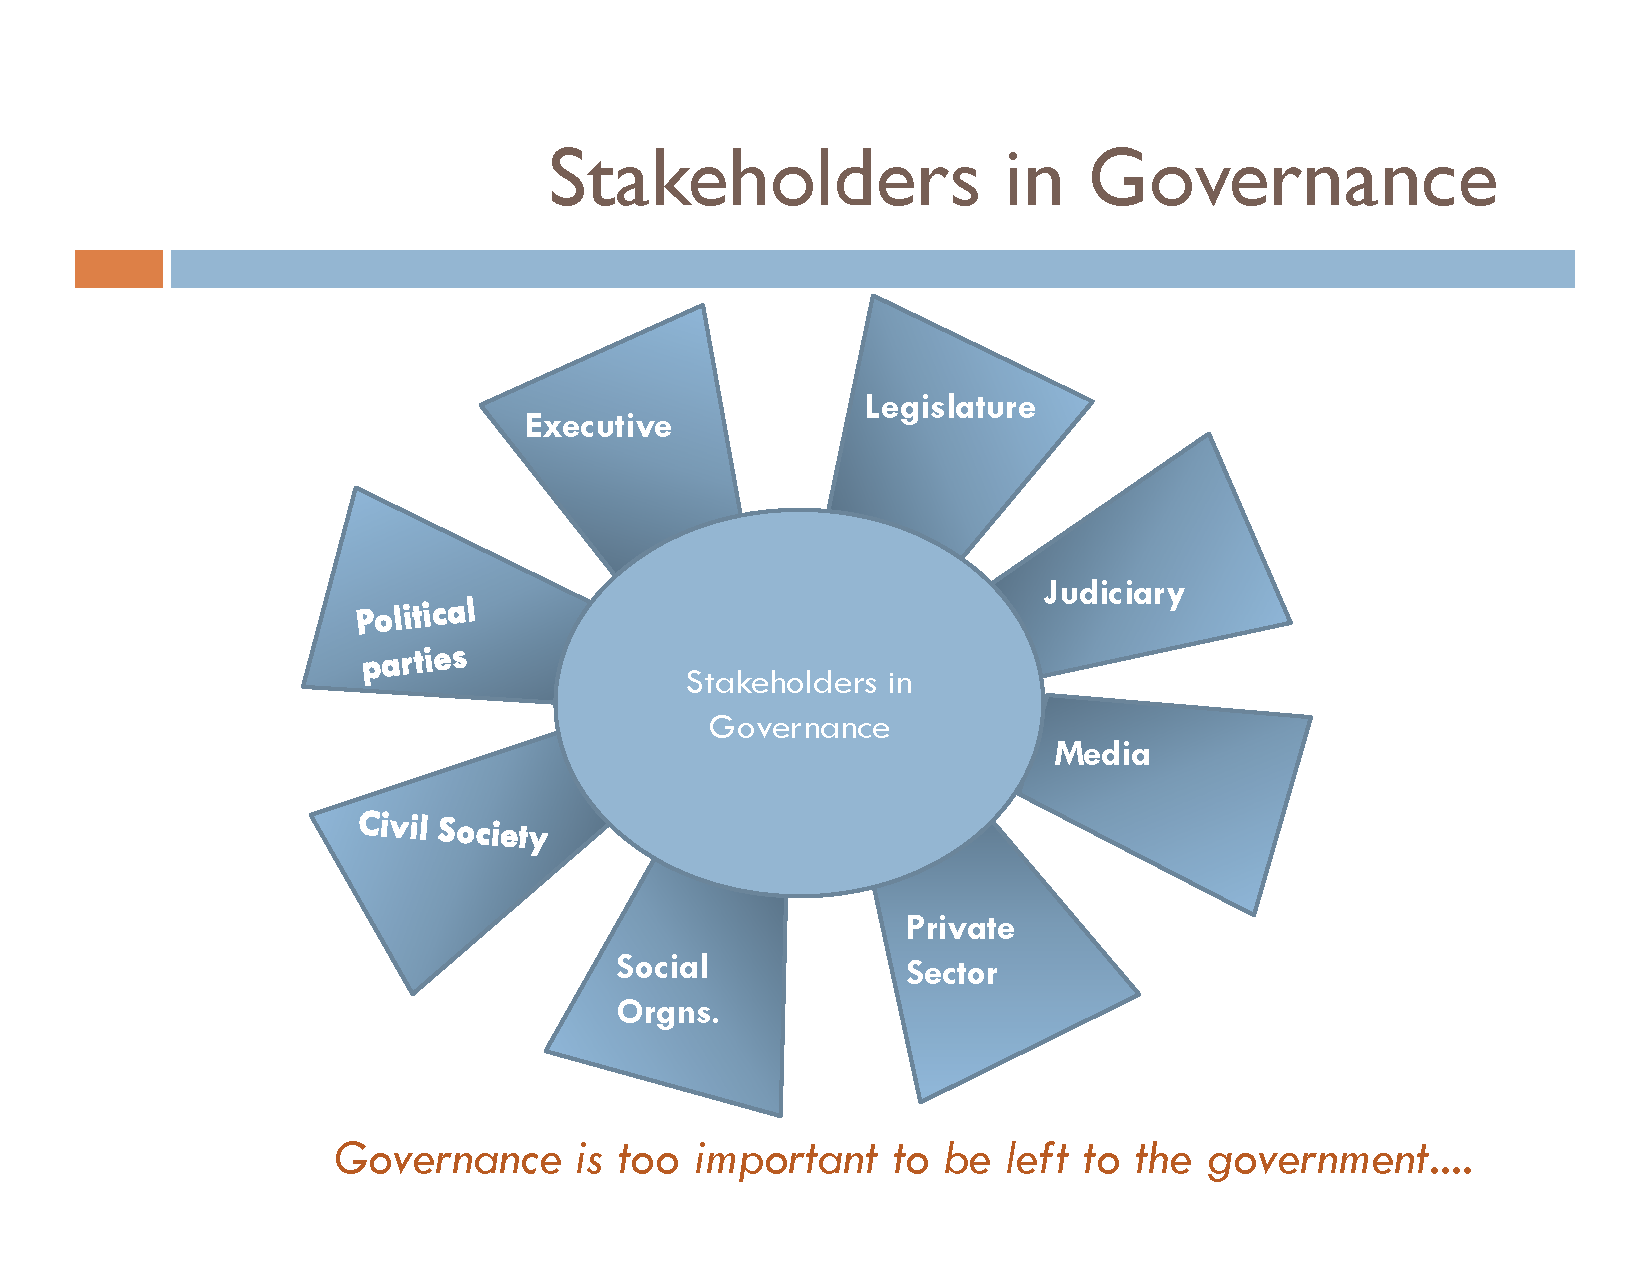 Stakeholders in Governance
Executive
Legislature
Judiciary
Political
parties
Stakeholders in
Governance
Media
Civil Society
Private
Sector
Social
Orgns.
Governance is too important to be left to the government....